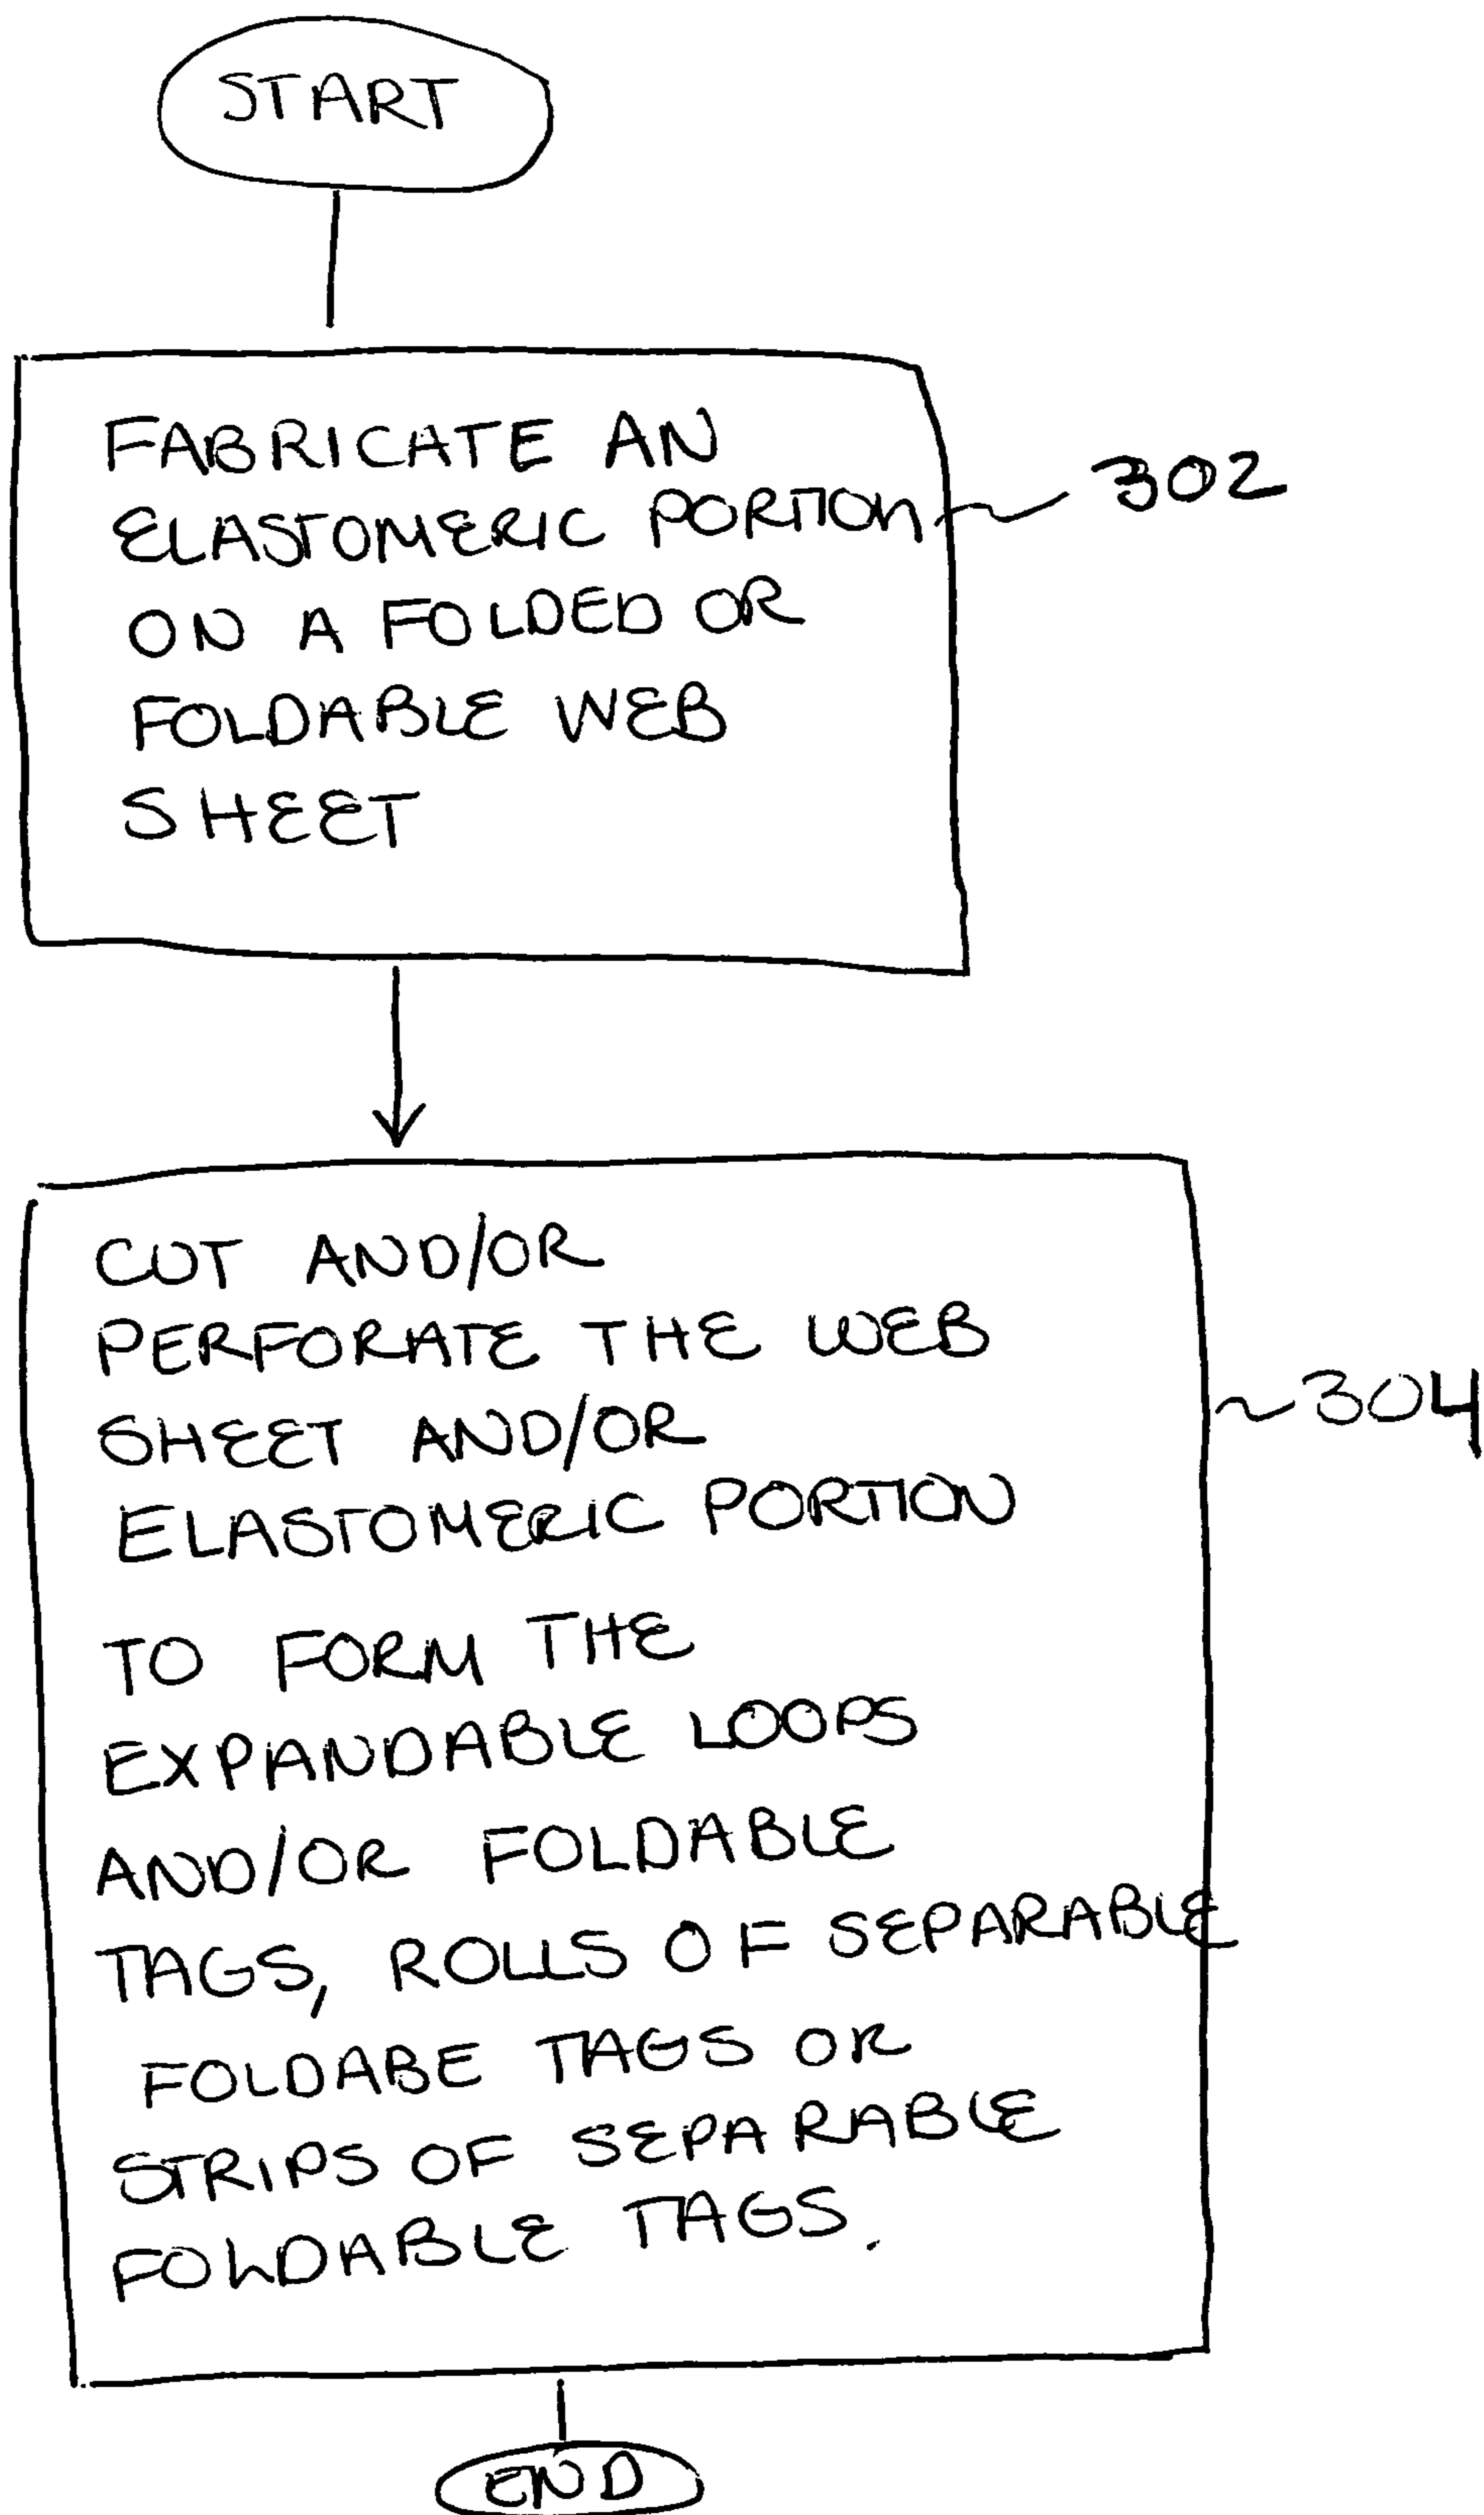 START
FABRICATE AN
ELASTOMERIC PORTION
302
ON A FOLDED OR
FOLDABLE WEB
SHEET
CUT AND/OR
PERFORATE THE WEB
SHEET AND/OR
304
ELASTOMERIC PORTION
TO FORM THE
EXPANDABLE LOOPS
AND/OR FOLDABLE
TAGS, ROLLS OF SEPARABLE
FOLDABE TAGS OR
STRIPS OF SEPARABLE
FOLDABLE TAGS.
END